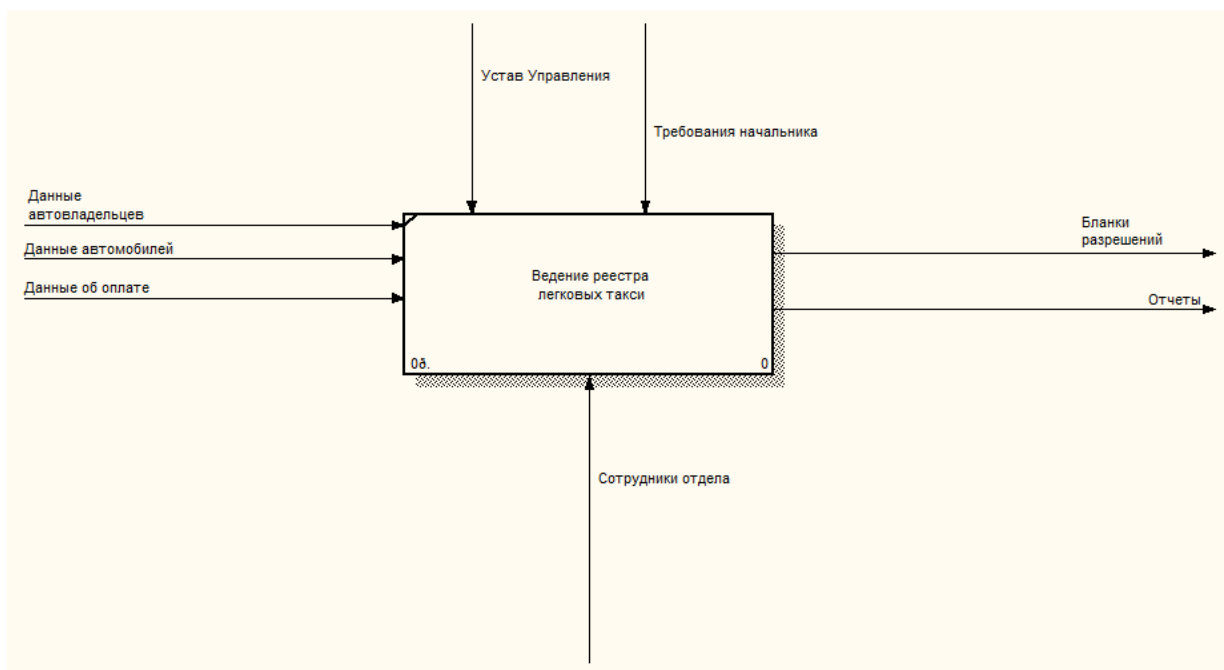 Устав Управления
Требования начальника
Данные
автовладельцев
Данные автомобилей
Данные об оплате
Ведение реестра
легковых такси
0ð.
0
Бланки
разрешений
Отчеты
Сотрудники отдела